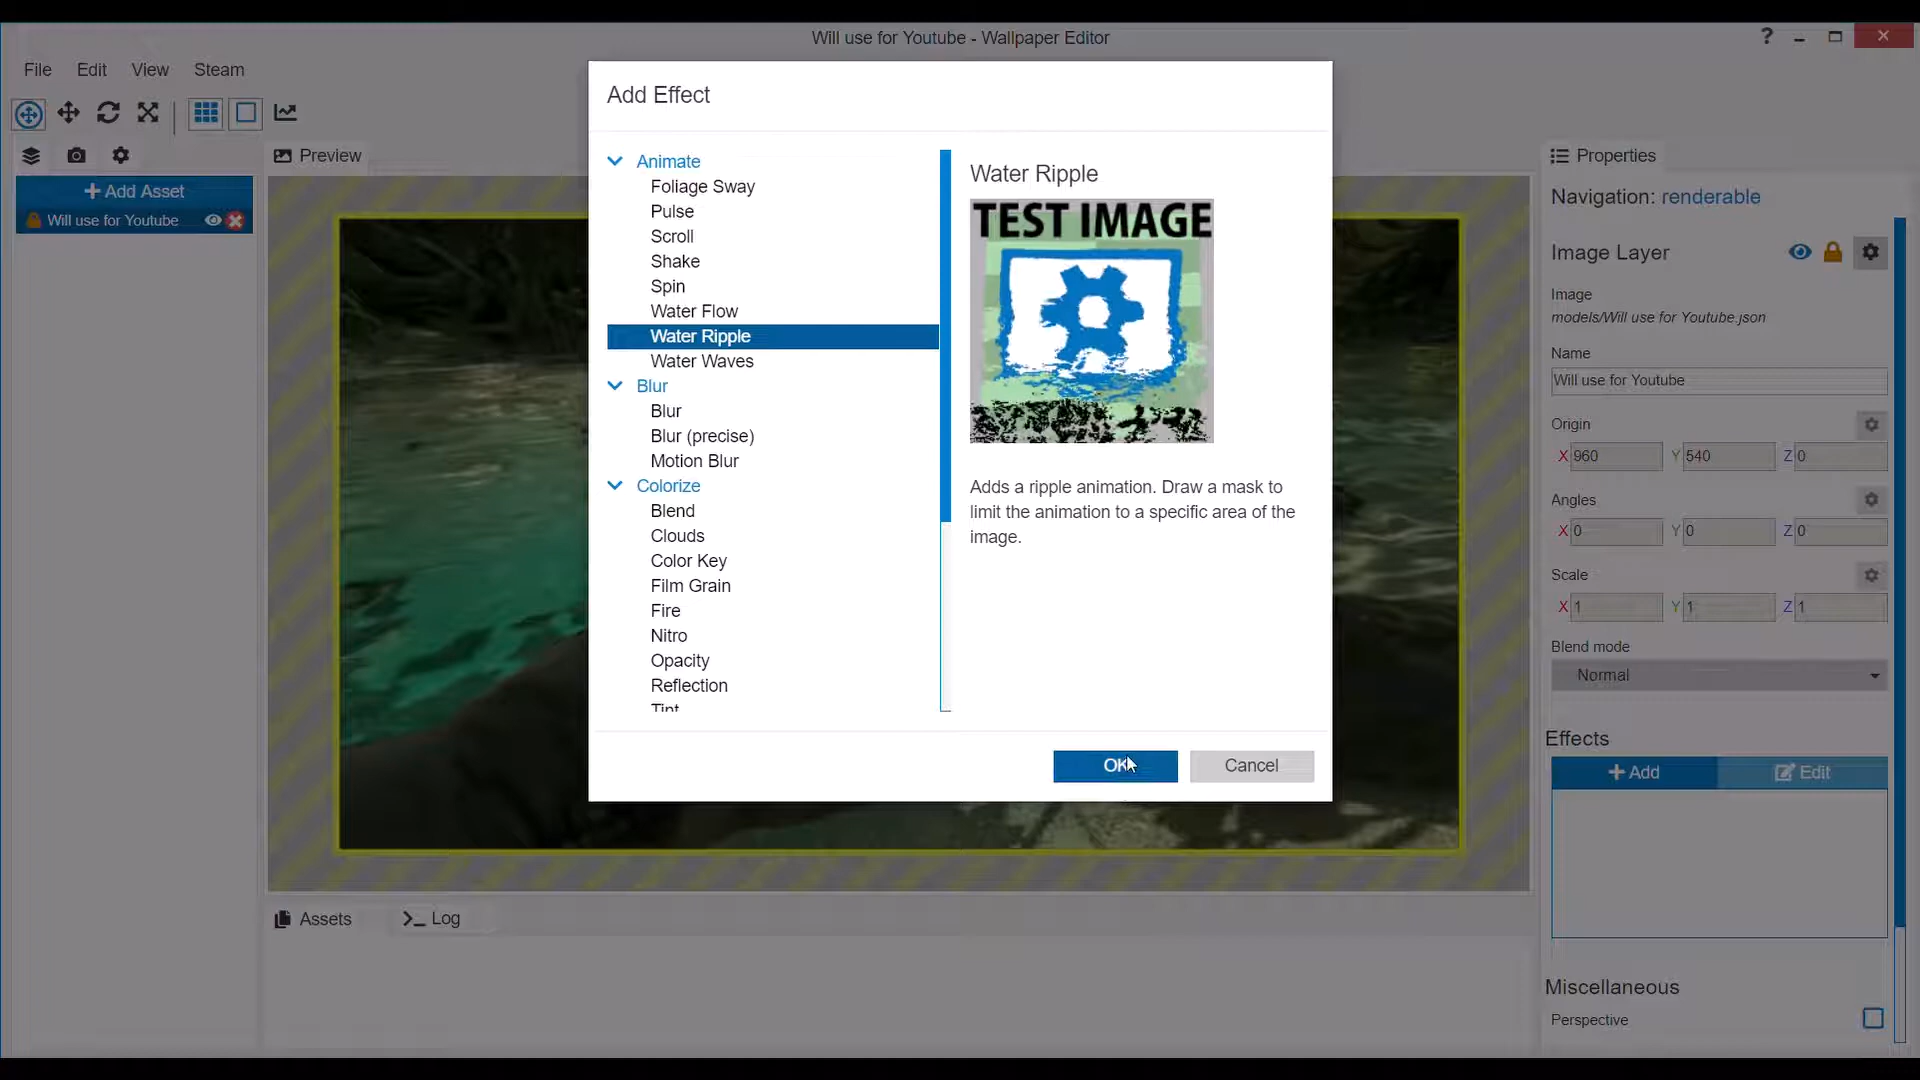 Will use for Youtube - Wallpaper Editor
?
File Edit View Steam
Preview
+ Add Asset
Will use for Youtube
Add Effect
Animate
Foliage Sway
Pulse
Scroll
Shake
Spin
Water Flow
Water Ripple
Water Waves
Blur
Blur
Blur (precise)
Motion Blur
Colorize
Blend
Clouds
Color Key
Film Grain
Fire
Nitro
Opacity
Reflection
Tint
Water Ripple
TEST IMAGE
Adds a ripple animation. Draw a mask to
limit the animation to a specific area of the
image.
OK Cancel
Properties
Navigation: renderable
Image Layer
Image
models/Will use for Youtube.json
Name
Will use for Youtube
Origin
X 960 Y 540 Z 0
Angles
X 0 Y 0 Z 0
Scale
X 1 Y 1 Z 1
Blend mode
Normal
Effects
+ Add Edit
Miscellaneous
Perspective
Assets Log